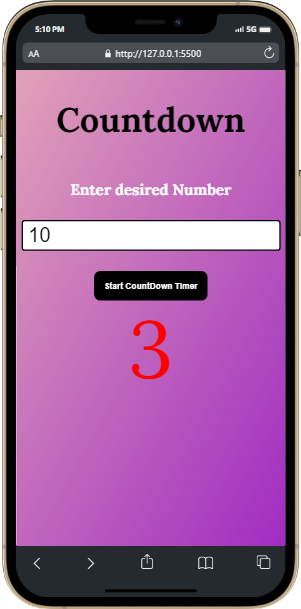 5:10 PM
5G
AA
http://127.0.0.1:5500
Countdown
Enter desired Number
10
Start CountDown Timer
3